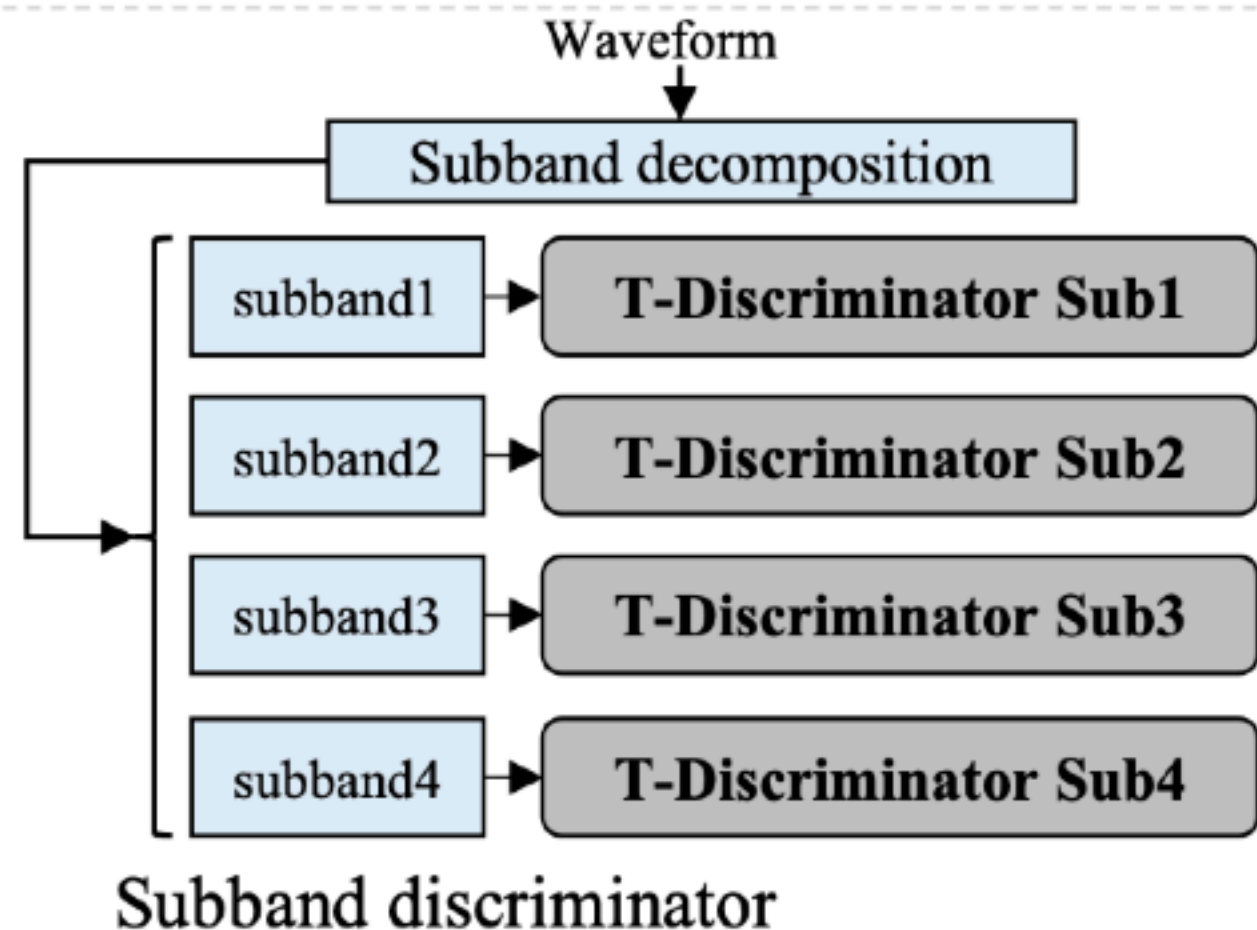 Waveform
Subband decomposition
subband1
T-Discriminator Sub1
subband2
T-Discriminator Sub2
subband3
T-Discriminator Sub3
subband4
T-Discriminator Sub4
Subband discriminator